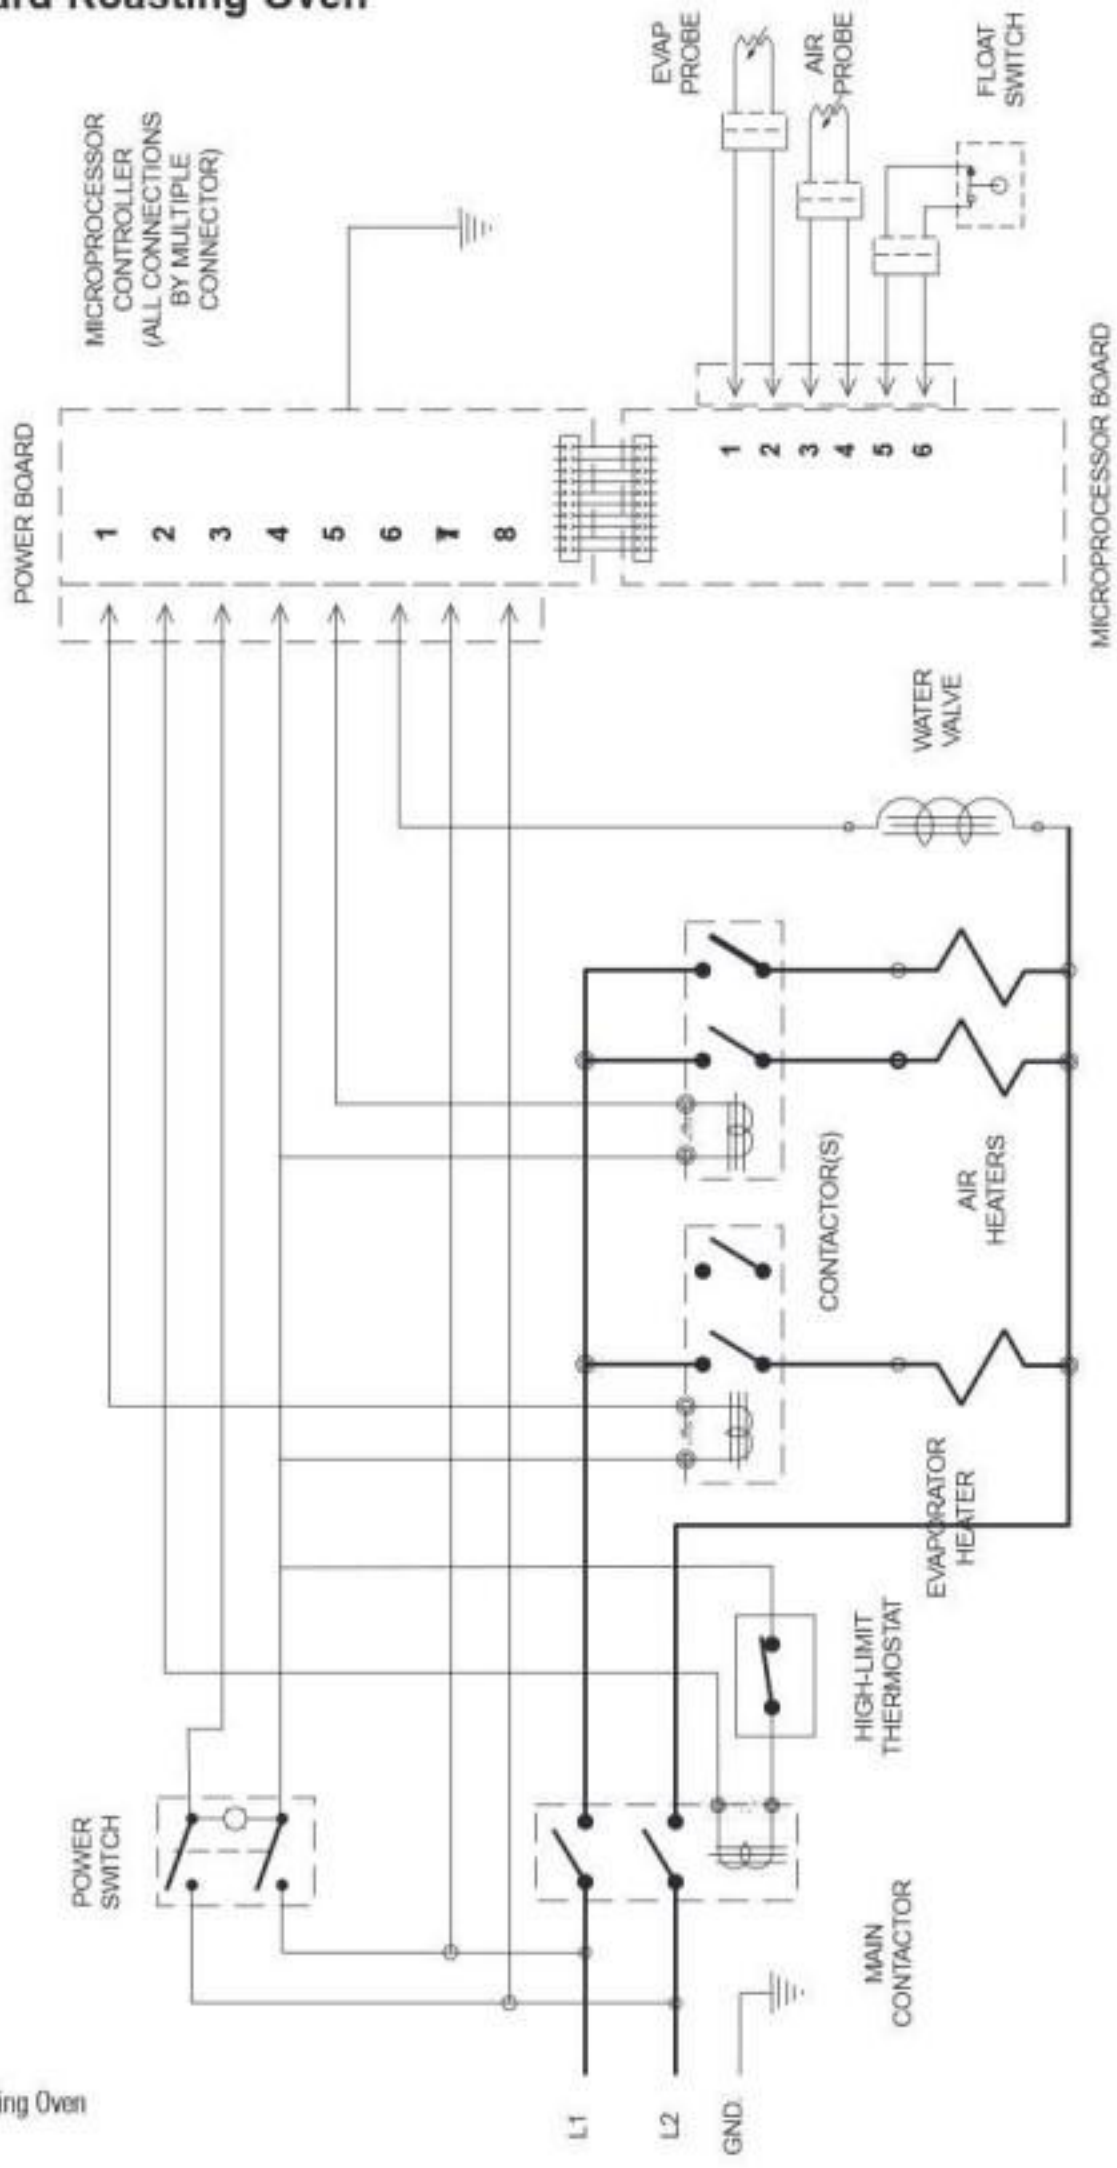 Roasting Oven
MICROPROCESSOR
CONTROLLER
(ALL CONNECTIONS
BY MULTIPLE
CONNECTOR)
EVAP
PROBE
AIR
PROBE
FLOAT
SWITCH
POWER BOARD
1
2
3
4
5
6
7
8
1
2
3
4
5
6
MICROPROCESSOR BOARD
WATER
VALVE
CONTACTOR(S)
AIR
HEATERS
EVAPORATOR
HEATER
HIGH-LIMIT
THERMOSTAT
POWER
SWITCH
MAIN
CONTACTOR
L1
L2
GND.
Oven